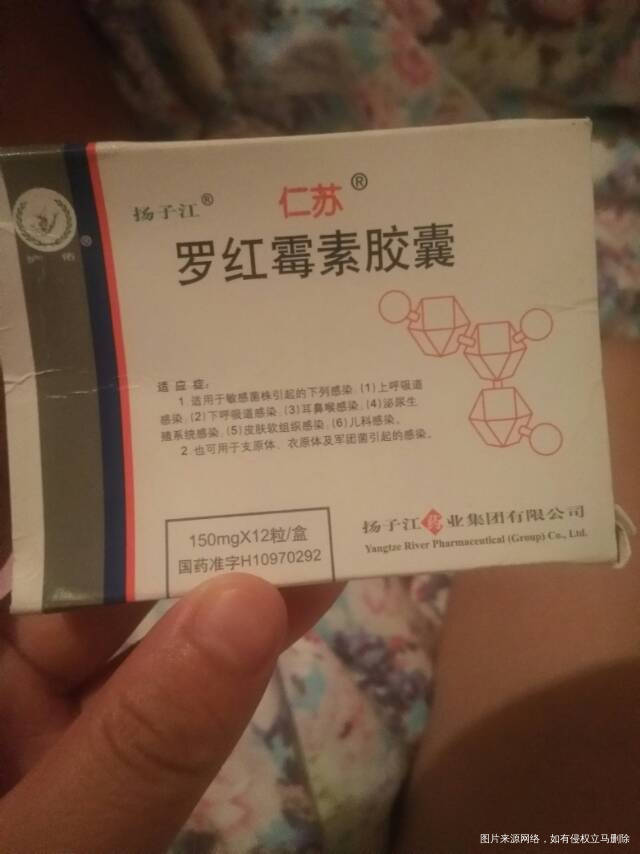 扬子江® 仁苏®
罗红霉素胶囊
护佑®
适应症：
1.适用于敏感菌株引起的下列感染,(1)上呼吸道
感染,(2)下呼吸道感染,(3)耳鼻喉感染,(4)泌尿生
殖系统感染,(5)皮肤软组织感染,(6)儿科感染。
2.也可用于支原体、衣原体及军团菌引起的感染。
150mgX12粒/盒
国药准字H10970292
扬子江药业集团有限公司
Yangtze River Pharmaceutical (Group) Co., Ltd.
图片来源网络，如有侵权立马删除